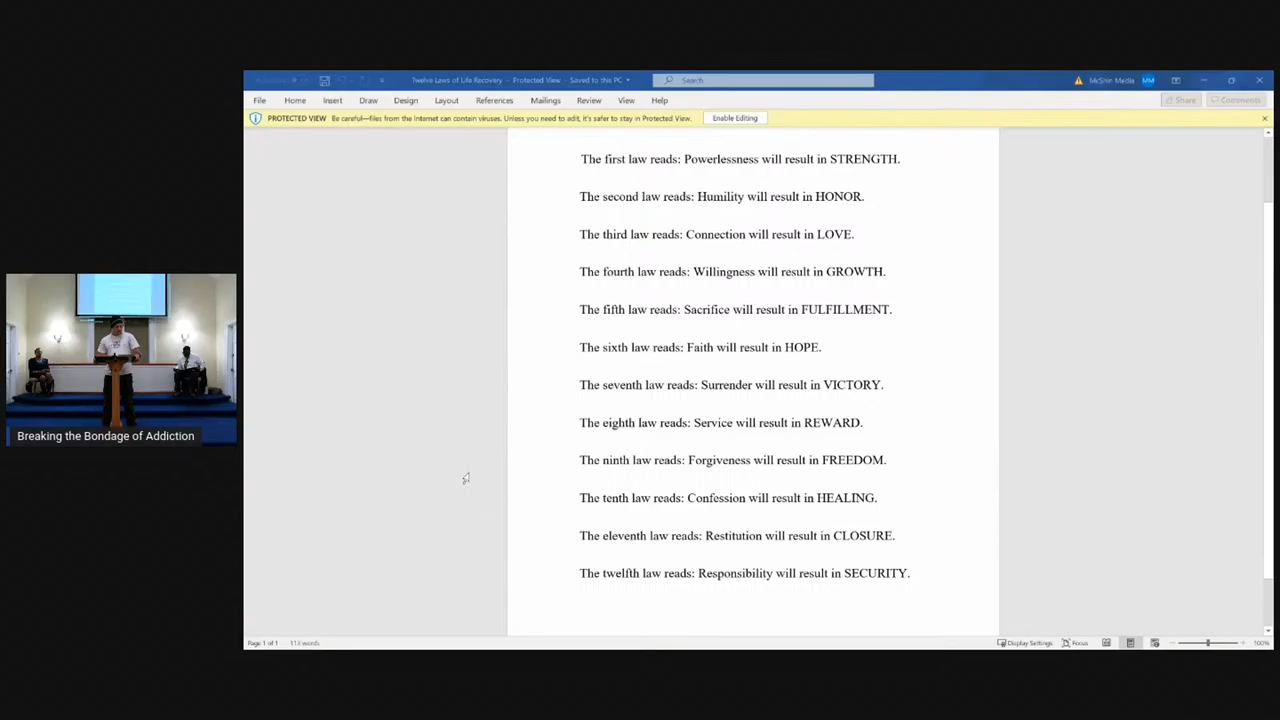 Twelve Laws of Life Recovery - Protected View - Saved to this PC
Search
McShin Media
MM
File Home Insert Draw Design Layout References Mailings Review View Help
Share Comments
PROTECTED VIEW Be careful—files from the Internet can contain viruses. Unless you need to edit, it's safer to stay in Protected View. Enable Editing
The first law reads: Powerlessness will result in STRENGTH.
The second law reads: Humility will result in HONOR.
The third law reads: Connection will result in LOVE.
The fourth law reads: Willingness will result in GROWTH.
The fifth law reads: Sacrifice will result in FULFILLMENT.
The sixth law reads: Faith will result in HOPE.
The seventh law reads: Surrender will result in VICTORY.
The eighth law reads: Service will result in REWARD.
The ninth law reads: Forgiveness will result in FREEDOM.
The tenth law reads: Confession will result in HEALING.
The eleventh law reads: Restitution will result in CLOSURE.
The twelfth law reads: Responsibility will result in SECURITY.
Breaking the Bondage of Addiction
Page 1 of 1 words
Display Settings Focus 100%